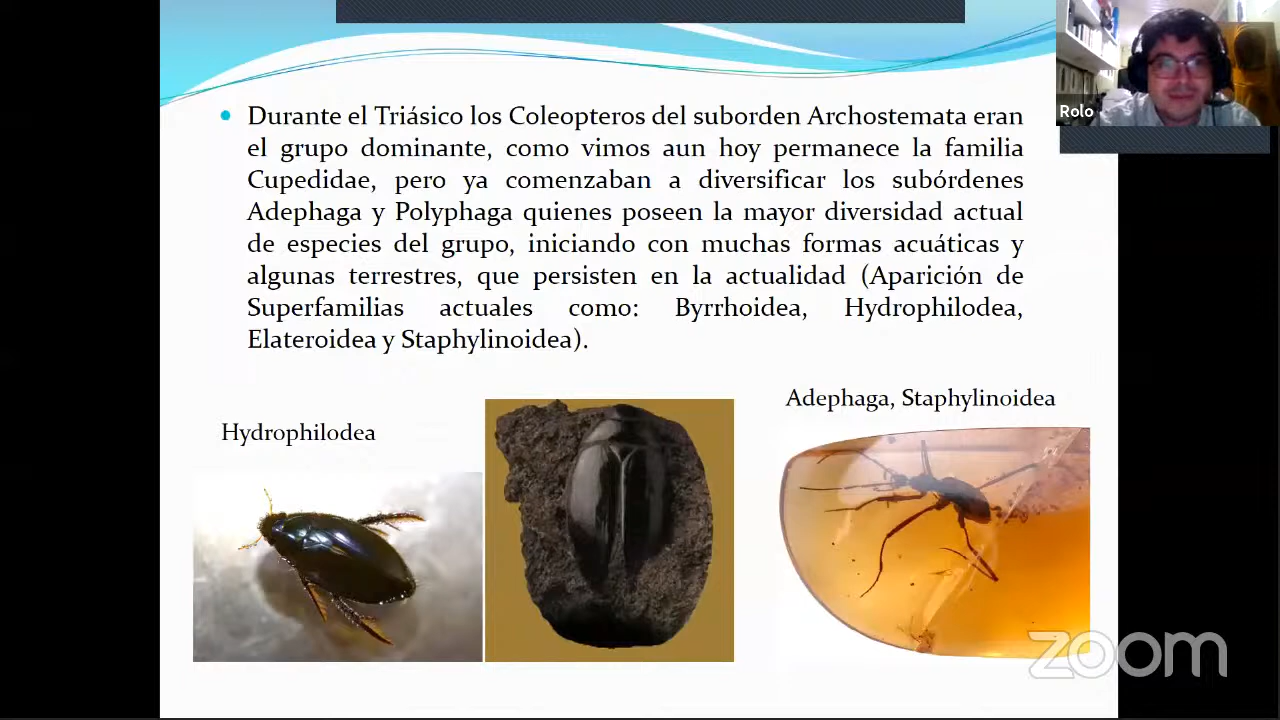 Durante el Triásico los Coleopteros del suborden Archostemata eran
el grupo dominante, como vimos aun hoy permanece la familia
Cupedidae, pero ya comenzaban a diversificar los subórdenes
Adephaga y Polyphaga quienes poseen la mayor diversidad actual
de especies del grupo, iniciando con muchas formas acuáticas y
algunas terrestres, que persisten en la actualidad (Aparición de
Superfamilias actuales como: Byrrhoidea, Hydrophilodea,
Elateroidea y Staphylinoidea).
Rolo
Hydrophilodea
Adephaga, Staphylinoidea
zoom